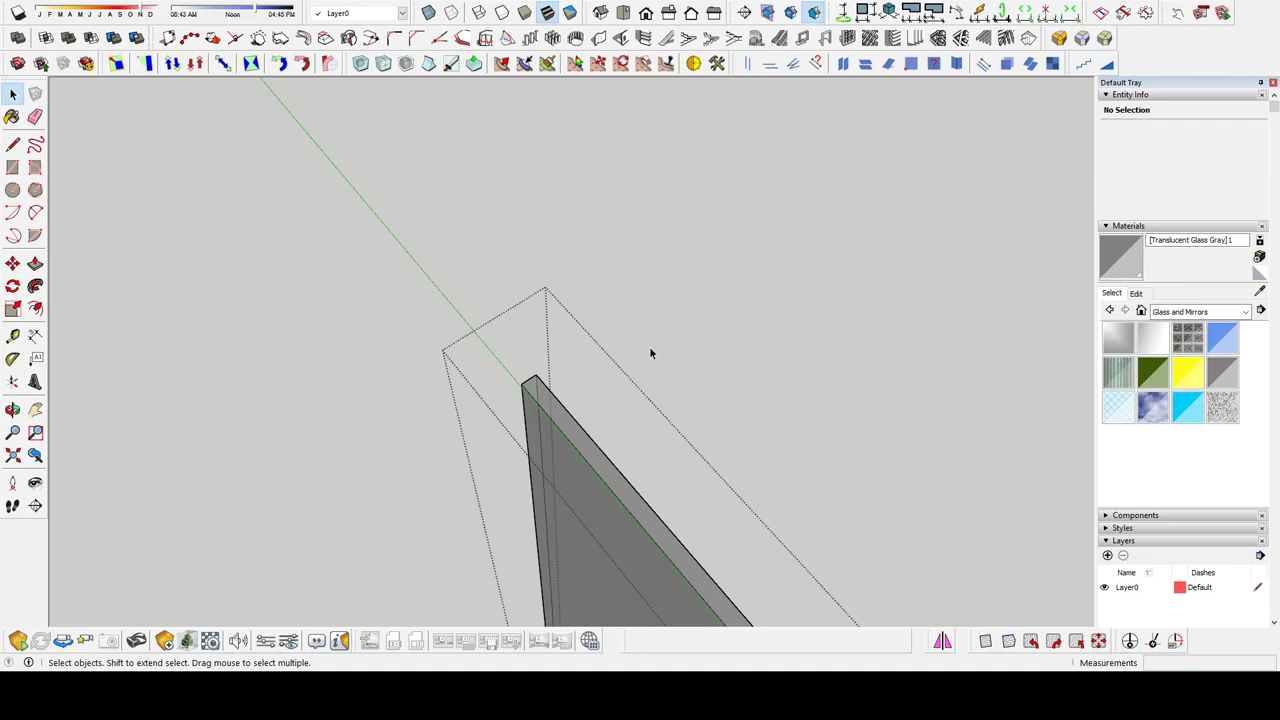 J F M A M J J A S O N D
06:43 AM Noon 04:45 PM
Layer0
Default Tray
Entity Info
No Selection
Materials
[Translucent Glass Gray]1
Select Edit
Glass and Mirrors
Components
Styles
Layers
Name Dashes
Layer0 Default
Select objects. Shift to extend select. Drag mouse to select multiple.
Measurements